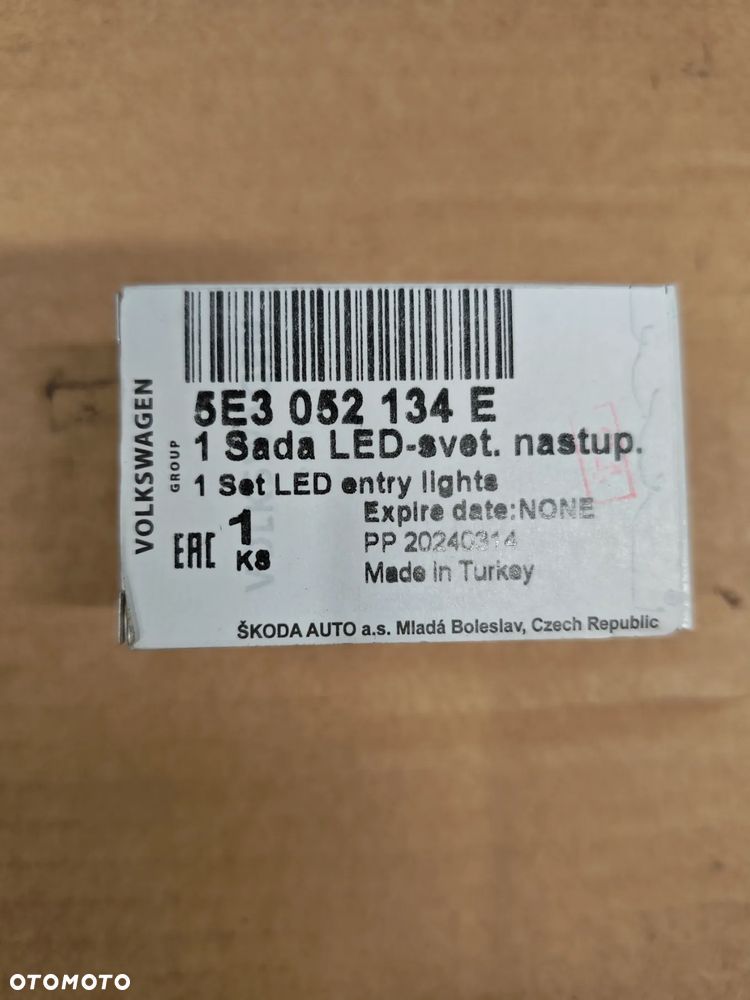 VOLKSWAGEN
GROUP
5E3 052 134 E
1 Sada LED-svet. nastup.
1 Set LED entry lights
Expire date:NONE
EAC
1
Ks
PP 20240314
Made in Turkey
ŠKODA AUTO a.s. Mladá Boleslav, Czech Republic
OTOMOTO